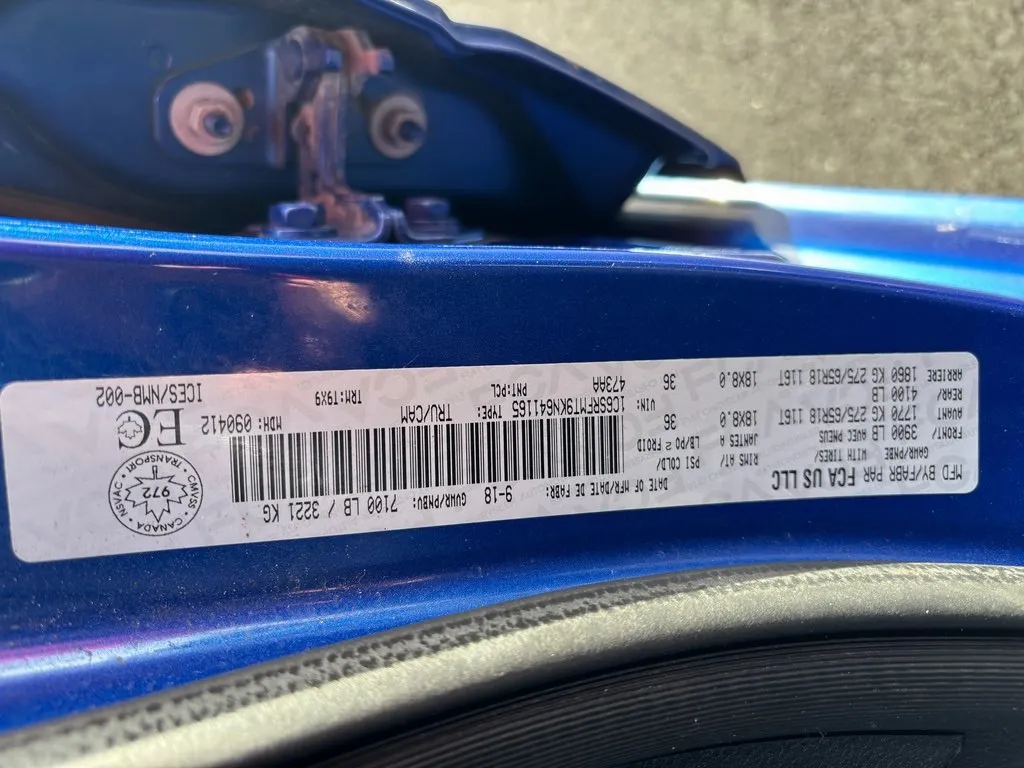 MFD BY/FABR PAR FCA US LLC
DATE OF MFR/DATE DE FABR: 9-18
GVWR/PNBV: 7100 LB / 3221 KG
GAWR/PNBE WITH TIRES/ RIMS AT/ PSI COLD/
AVEC PNEUS JANTES A LB/PO 2 FROID
FRONT/ 3900 LB
AVANT 1770 KG 275/65R18 116T 18X8.0 36
REAR/ 4100 LB
ARRIERE 1860 KG 275/65R18 116T 18X8.0 36
VIN: 1C6SRFMT9KN641165 TYPE: TRU/CAM MDH: 090412
473AA PNT:PCL TRM:T9X9
CMVSS • CANADA • NSVAC • TRANSPORT •
972
EC
ICES/NMB-002